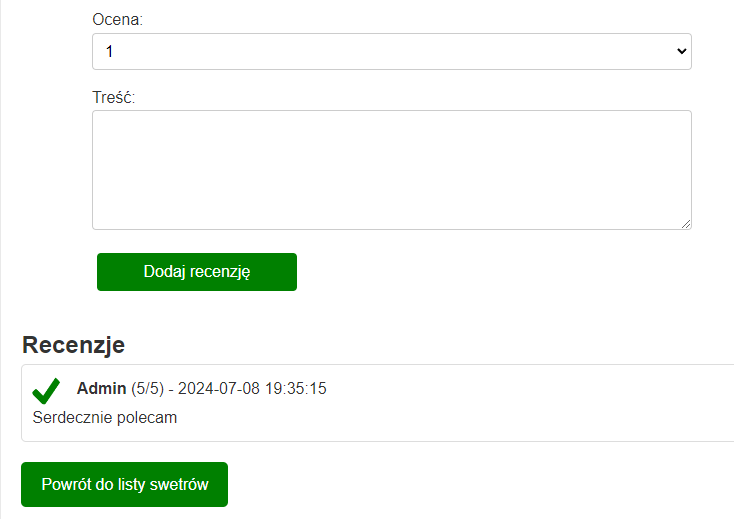 Ocena:
1
Treść:
Dodaj recenzję
Recenzje
Admin (5/5) - 2024-07-08 19:35:15
Serdecznie polecam
Powrót do listy swetrów